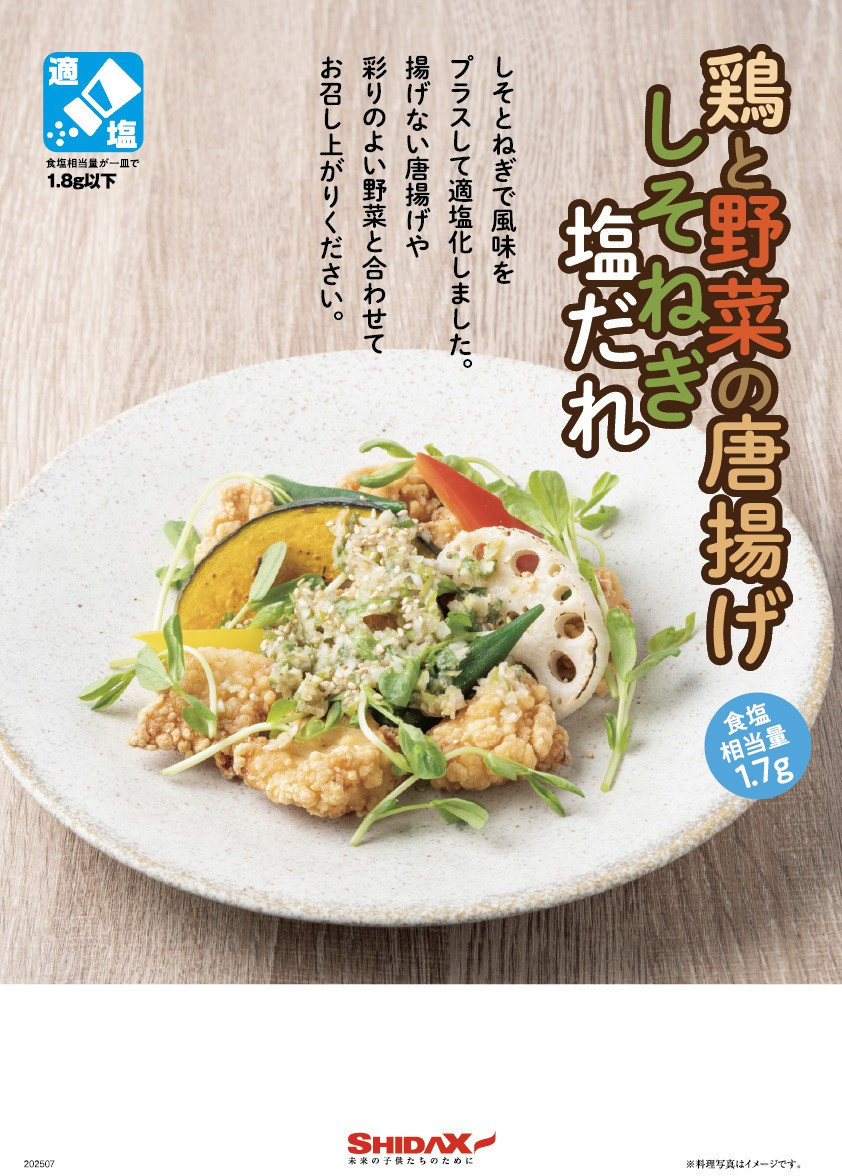 鶏と野菜の唐揚げ
しそねぎ
塩だれ
しそとねぎで風味を
プラスして適塩化しました。
揚げない唐揚げや
彩りのよい野菜と合わせて
お召し上がりください。
適
塩
食塩相当量が一皿で
1.8g以下
食塩
相当量
1.7g
SHIDAX
未来の子供たちのために
202507
※料理写真はイメージです。